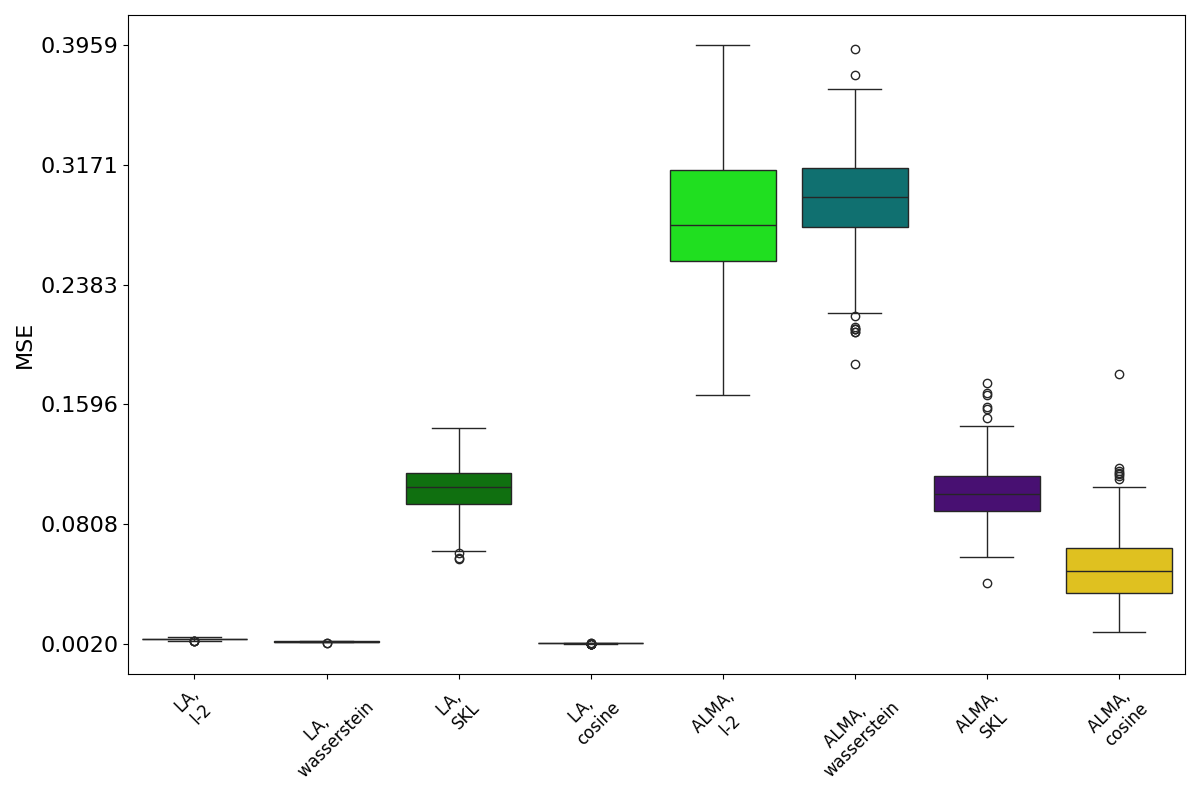 0.3959
0.3171
0.2383
0.1596
0.0808
0.0020
MSE
LA,
l-2
LA,
wasserstein
LA,
SKL
LA,
cosine
ALMA,
l-2
ALMA,
wasserstein
ALMA,
SKL
ALMA,
cosine